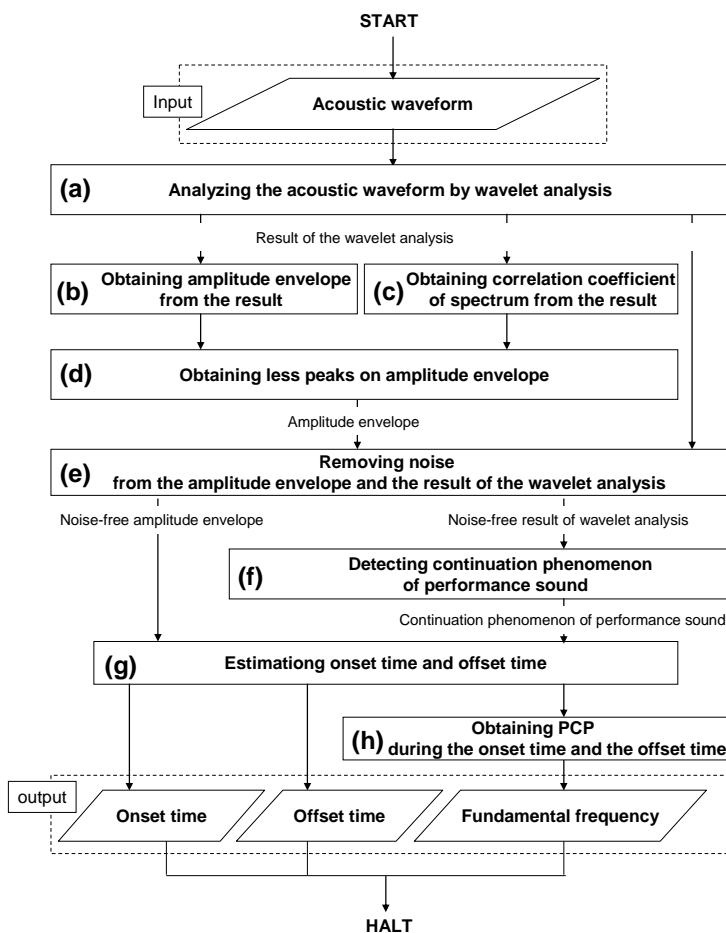 START
Input
Acoustic waveform
(a)
Analyzing the acoustic waveform by wavelet analysis
Result of the wavelet analysis
(b)
Obtaining amplitude envelope
from the result
(c)
Obtaining correlation coefficient
of spectrum from the result
(d)
Obtaining less peaks on amplitude envelope
Amplitude envelope
(e)
Removing noise
from the amplitude envelope and the result of the wavelet analysis
Noise-free amplitude envelope
Noise-free result of wavelet analysis
(f)
Detecting continuation phenomenon
of performance sound
Continuation phenomenon of performance sound
(g)
Estimationg onset time and offset time
(h)
Obtaining PCP
during the onset time and the offset time
output
Onset time
Offset time
Fundamental frequency
HALT